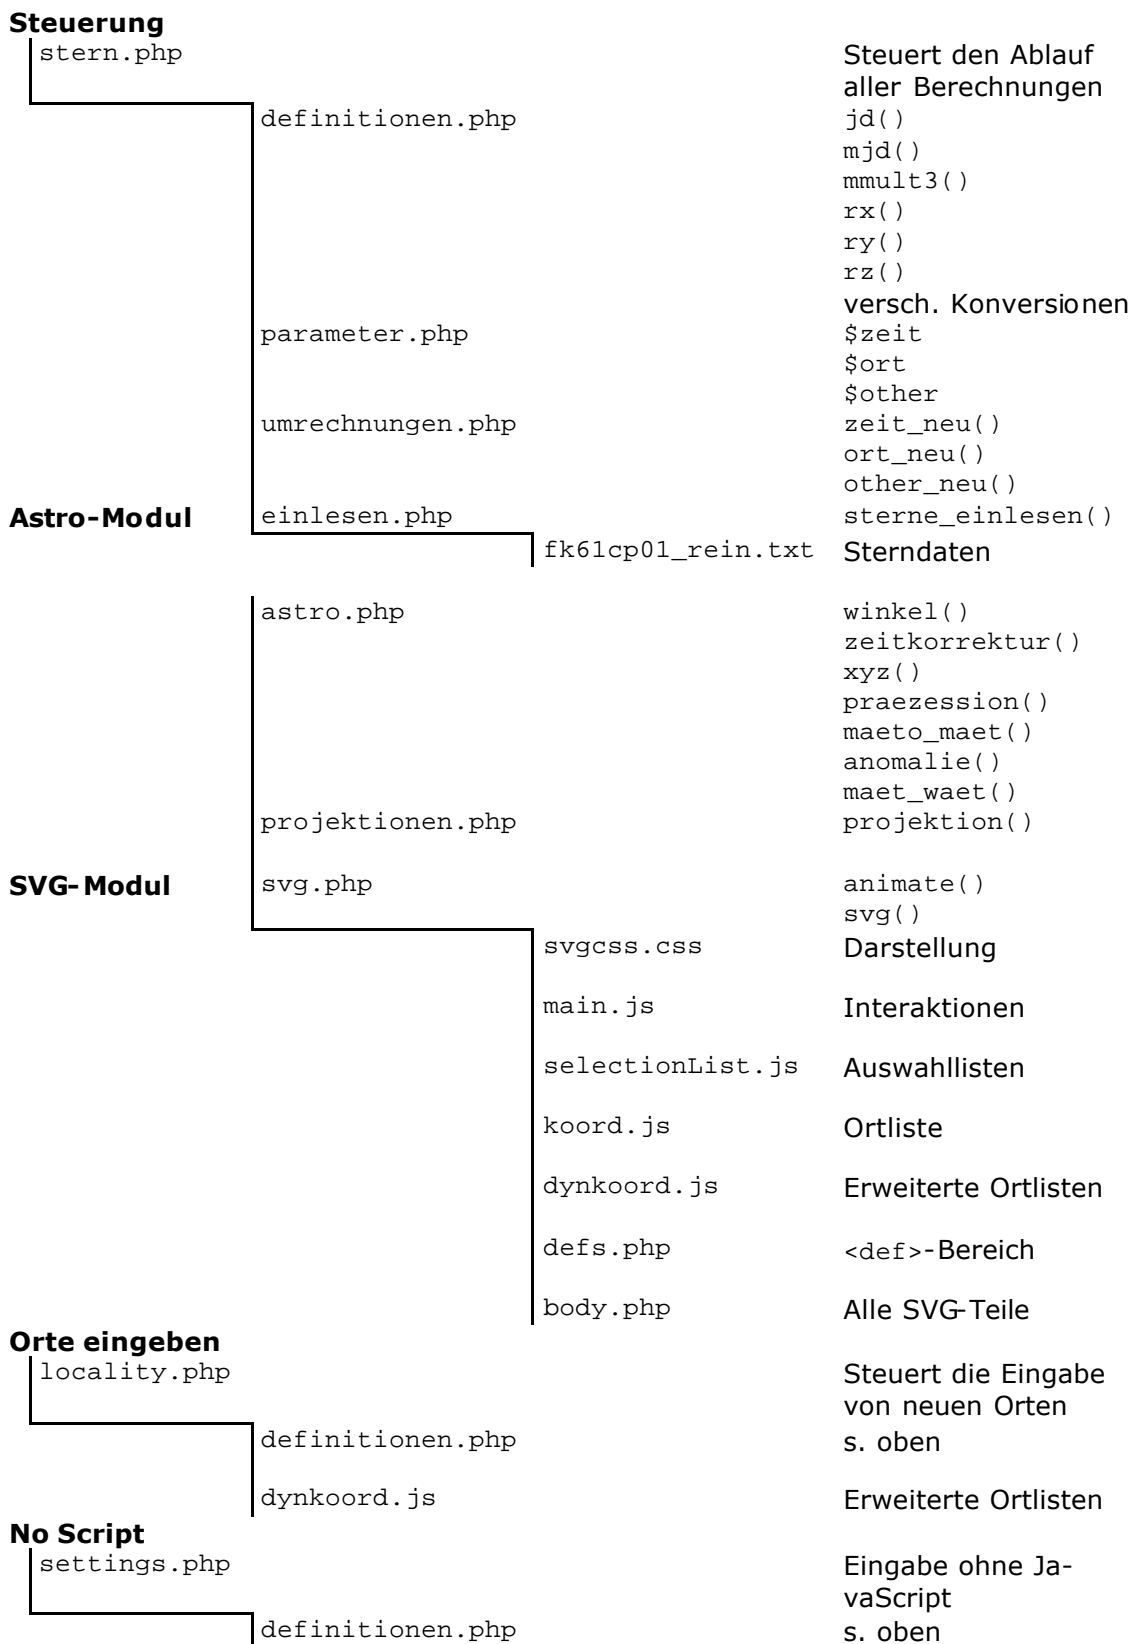 Steuerung
stern.php Steuert den Ablauf
aller Berechnungen
definitionen.php jd()
mjd()
mmult3()
rx()
ry()
rz()
versch. Konversionen
parameter.php $zeit
$ort
$other
umrechnungen.php zeit_neu()
ort_neu()
other_neu()
Astro-Modul einlesen.php sterne_einlesen()
fk61cp01_rein.txt Sterndaten
astro.php winkel()
zeitkorrektur()
xyz()
praezession()
maeto_maet()
anomalie()
maet_waet()
projektionen.php projektion()
SVG-Modul svg.php animate()
svg()
svgcss.css Darstellung
main.js Interaktionen
selectionList.js Auswahllisten
koord.js Ortliste
dynkoord.js Erweiterte Ortlisten
defs.php <def>-Bereich
body.php Alle SVG-Teile
Orte eingeben
locality.php Steuert die Eingabe
von neuen Orten
definitionen.php s. oben
dynkoord.js Erweiterte Ortlisten
No Script
settings.php Eingabe ohne Ja-
vaScript
definitionen.php s. oben